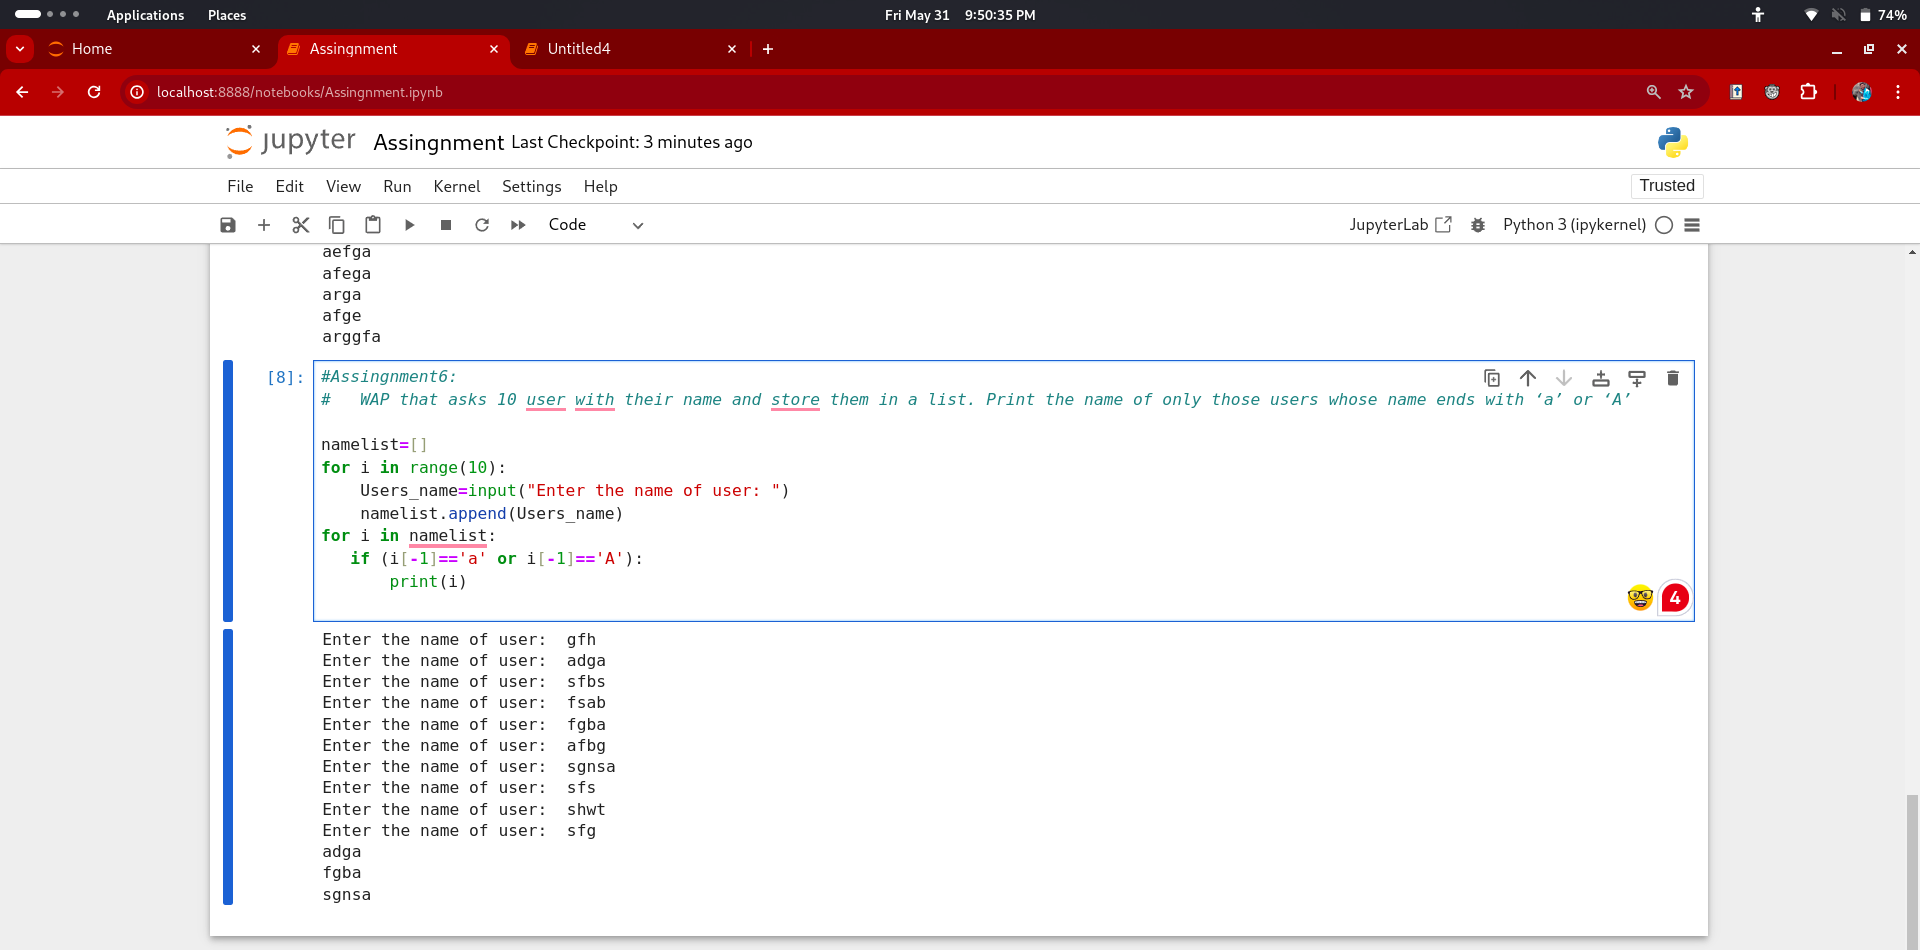 Applications Places Fri May 31 9:50:35 PM 74%
Home Assingnment Untitled4
localhost:8888/notebooks/Assingnment.ipynb
jupyter Assingnment Last Checkpoint: 3 minutes ago
File Edit View Run Kernel Settings Help Trusted
Code JupyterLab Python 3 (ipykernel)
aefga
afega
arga
afge
arggfa
[8]: #Assingnment6:
#   WAP that asks 10 user with their name and store them in a list. Print the name of only those users whose name ends with ‘a’ or ‘A’
namelist=[]
for i in range(10):
    Users_name=input("Enter the name of user: ")
    namelist.append(Users_name)
for i in namelist:
   if (i[-1]=='a' or i[-1]=='A'):
       print(i)
4
Enter the name of user:  gfh
Enter the name of user:  adga
Enter the name of user:  sfbs
Enter the name of user:  fsab
Enter the name of user:  fgba
Enter the name of user:  afbg
Enter the name of user:  sgnsa
Enter the name of user:  sfs
Enter the name of user:  shwt
Enter the name of user:  sfg
adga
fgba
sgnsa